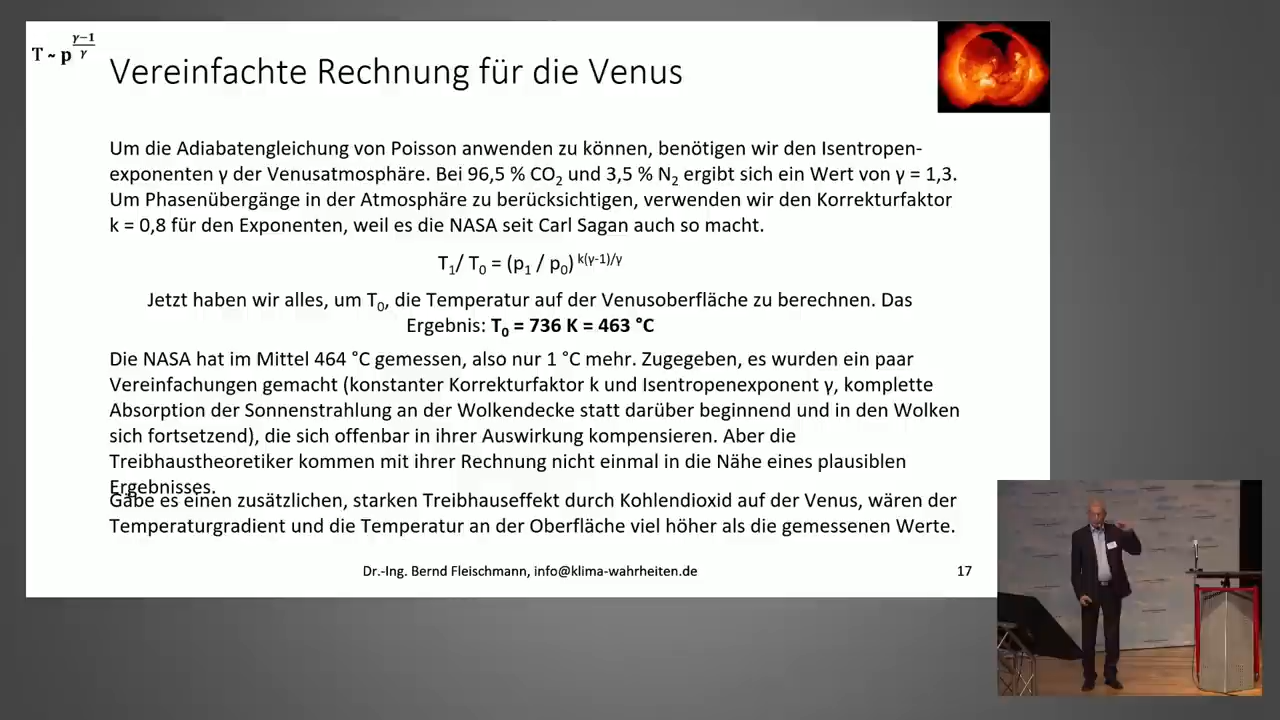 T ~ p^((γ−1)/γ)
Vereinfachte Rechnung für die Venus
Um die Adiabatengleichung von Poisson anwenden zu können, benötigen wir den Isentropen-
exponenten γ der Venusatmosphäre. Bei 96,5 % CO₂ und 3,5 % N₂ ergibt sich ein Wert von γ = 1,3.
Um Phasenübergänge in der Atmosphäre zu berücksichtigen, verwenden wir den Korrekturfaktor
k = 0,8 für den Exponenten, weil es die NASA seit Carl Sagan auch so macht.
T₁/ T₀ = (p₁ / p₀)^(k(γ-1)/γ)
Jetzt haben wir alles, um T₀, die Temperatur auf der Venusoberfläche zu berechnen. Das
Ergebnis: T₀ = 736 K = 463 °C
Die NASA hat im Mittel 464 °C gemessen, also nur 1 °C mehr. Zugegeben, es wurden ein paar
Vereinfachungen gemacht (konstanter Korrekturfaktor k und Isentropenexponent γ, komplette
Absorption der Sonnenstrahlung an der Wolkendecke statt darüber beginnend und in den Wolken
sich fortsetzend), die sich offenbar in ihrer Auswirkung kompensieren. Aber die
Treibhaustheoretiker kommen mit ihrer Rechnung nicht einmal in die Nähe eines plausiblen
Ergebnisses.
Gäbe es einen zusätzlichen, starken Treibhauseffekt durch Kohlendioxid auf der Venus, wären der
Temperaturgradient und die Temperatur an der Oberfläche viel höher als die gemessenen Werte.
Dr.-Ing. Bernd Fleischmann, info@klima-wahrheiten.de
17